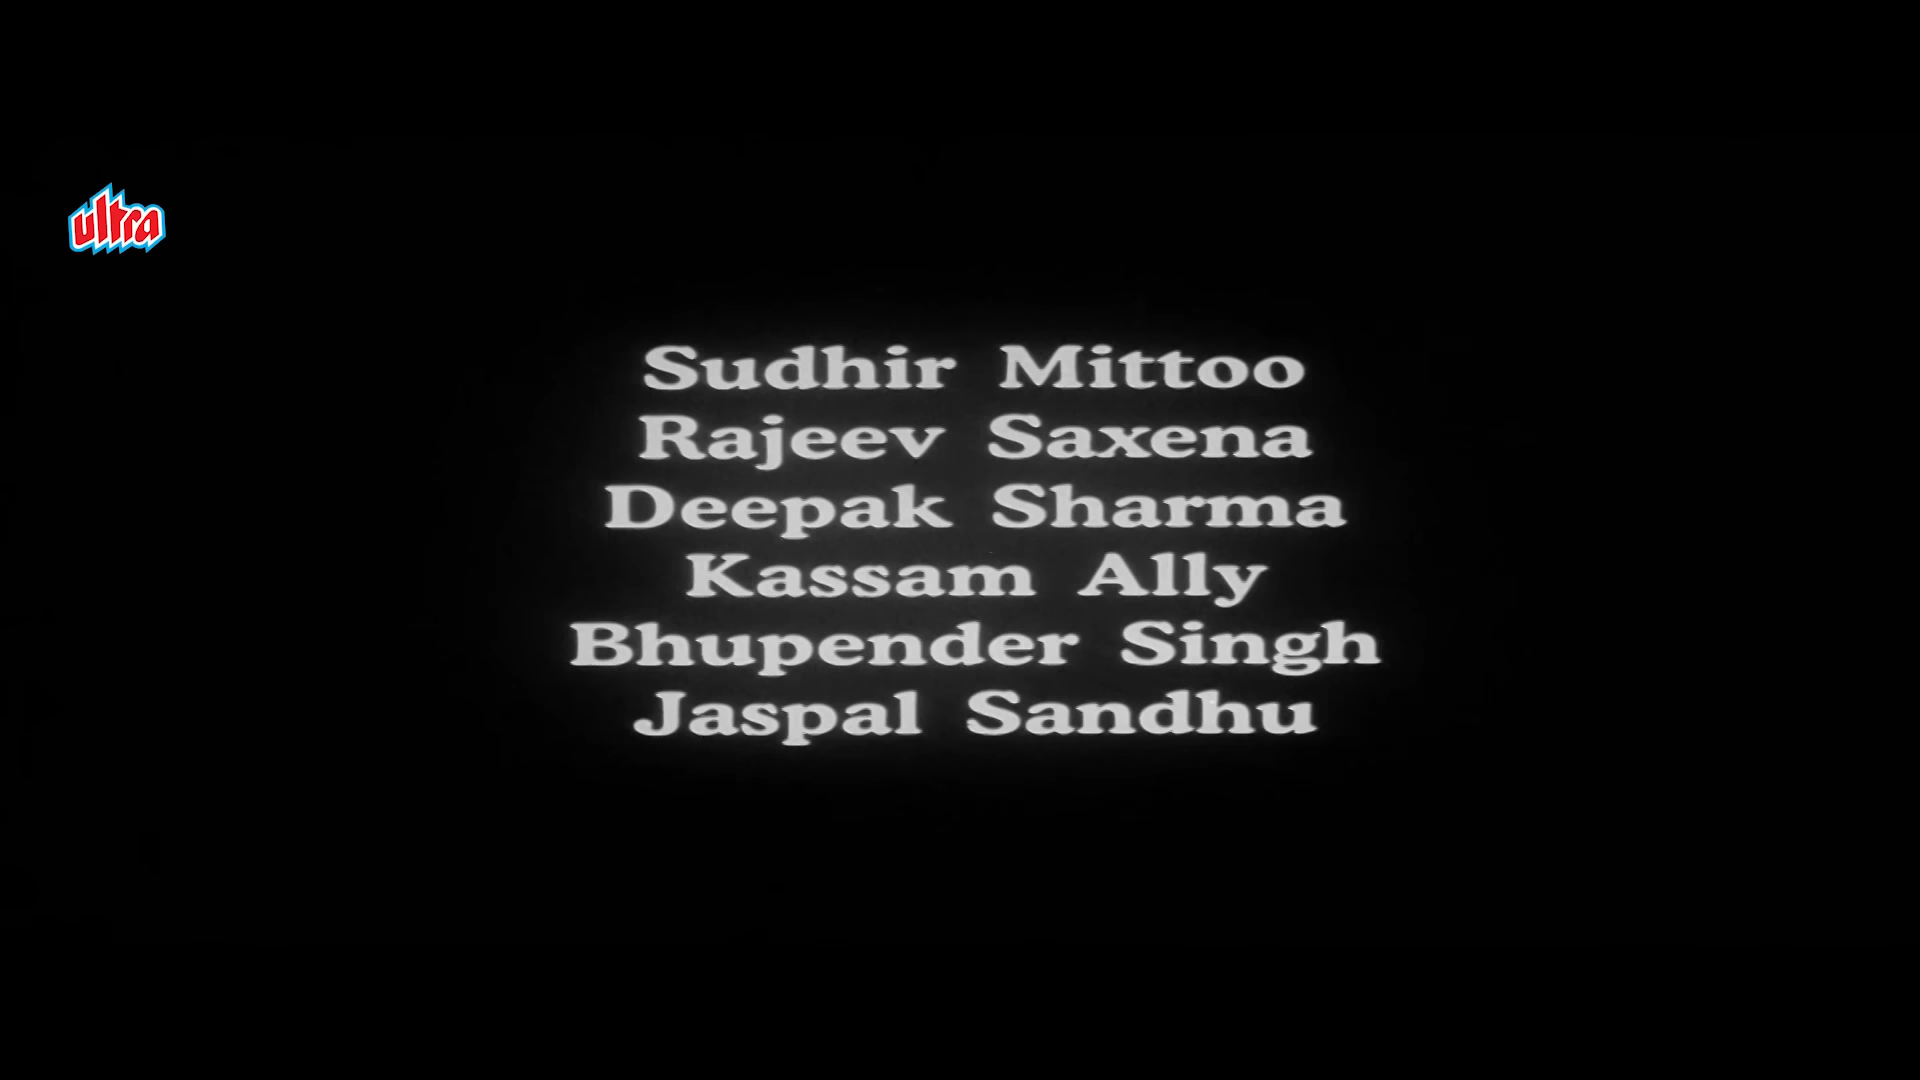 ultra
Sudhir Mittoo
Rajeev Saxena
Deepak Sharma
Kassam Ally
Bhupender Singh
Jaspal Sandhu